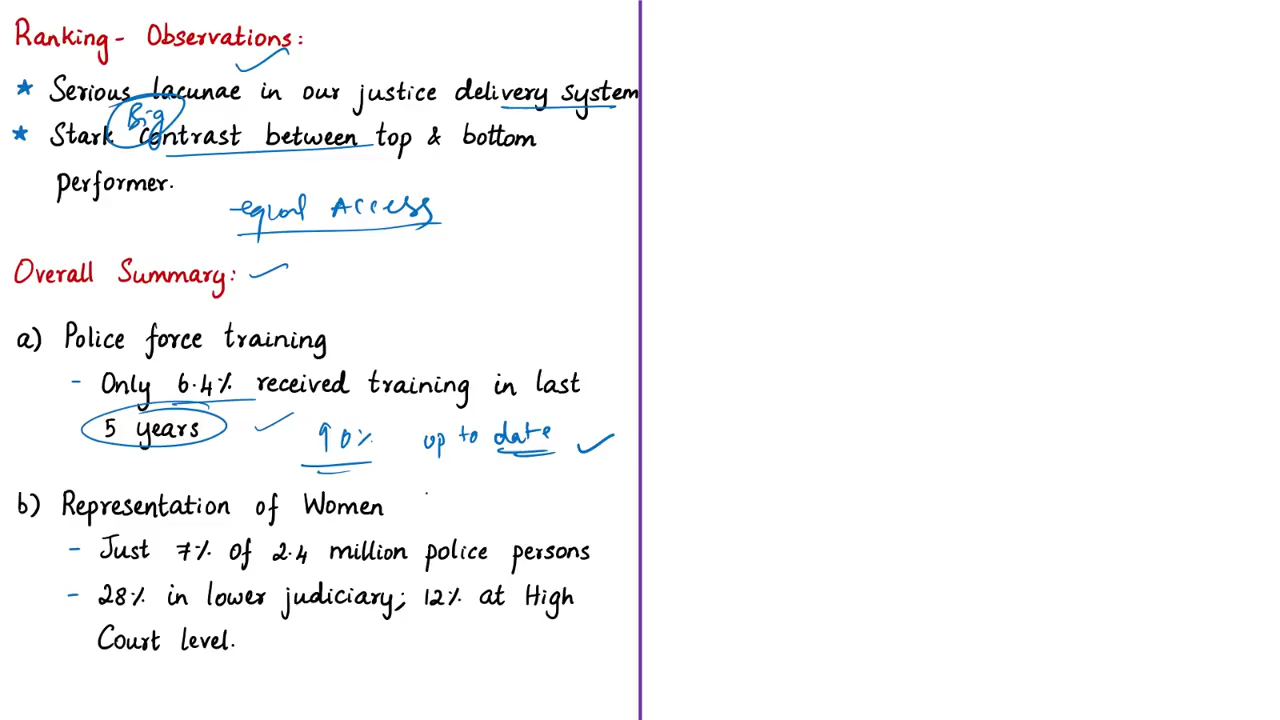 Ranking - Observations:
* Serious lacunae in our justice delivery system
Big
* Stark contrast between top & bottom
performer.
equal Access
Overall Summary:
a) Police force training
- Only 6.4% received training in last
5 years
90% up to date
b) Representation of Women
- Just 7% of 2.4 million police persons
- 28% in lower judiciary; 12% at High
Court level.